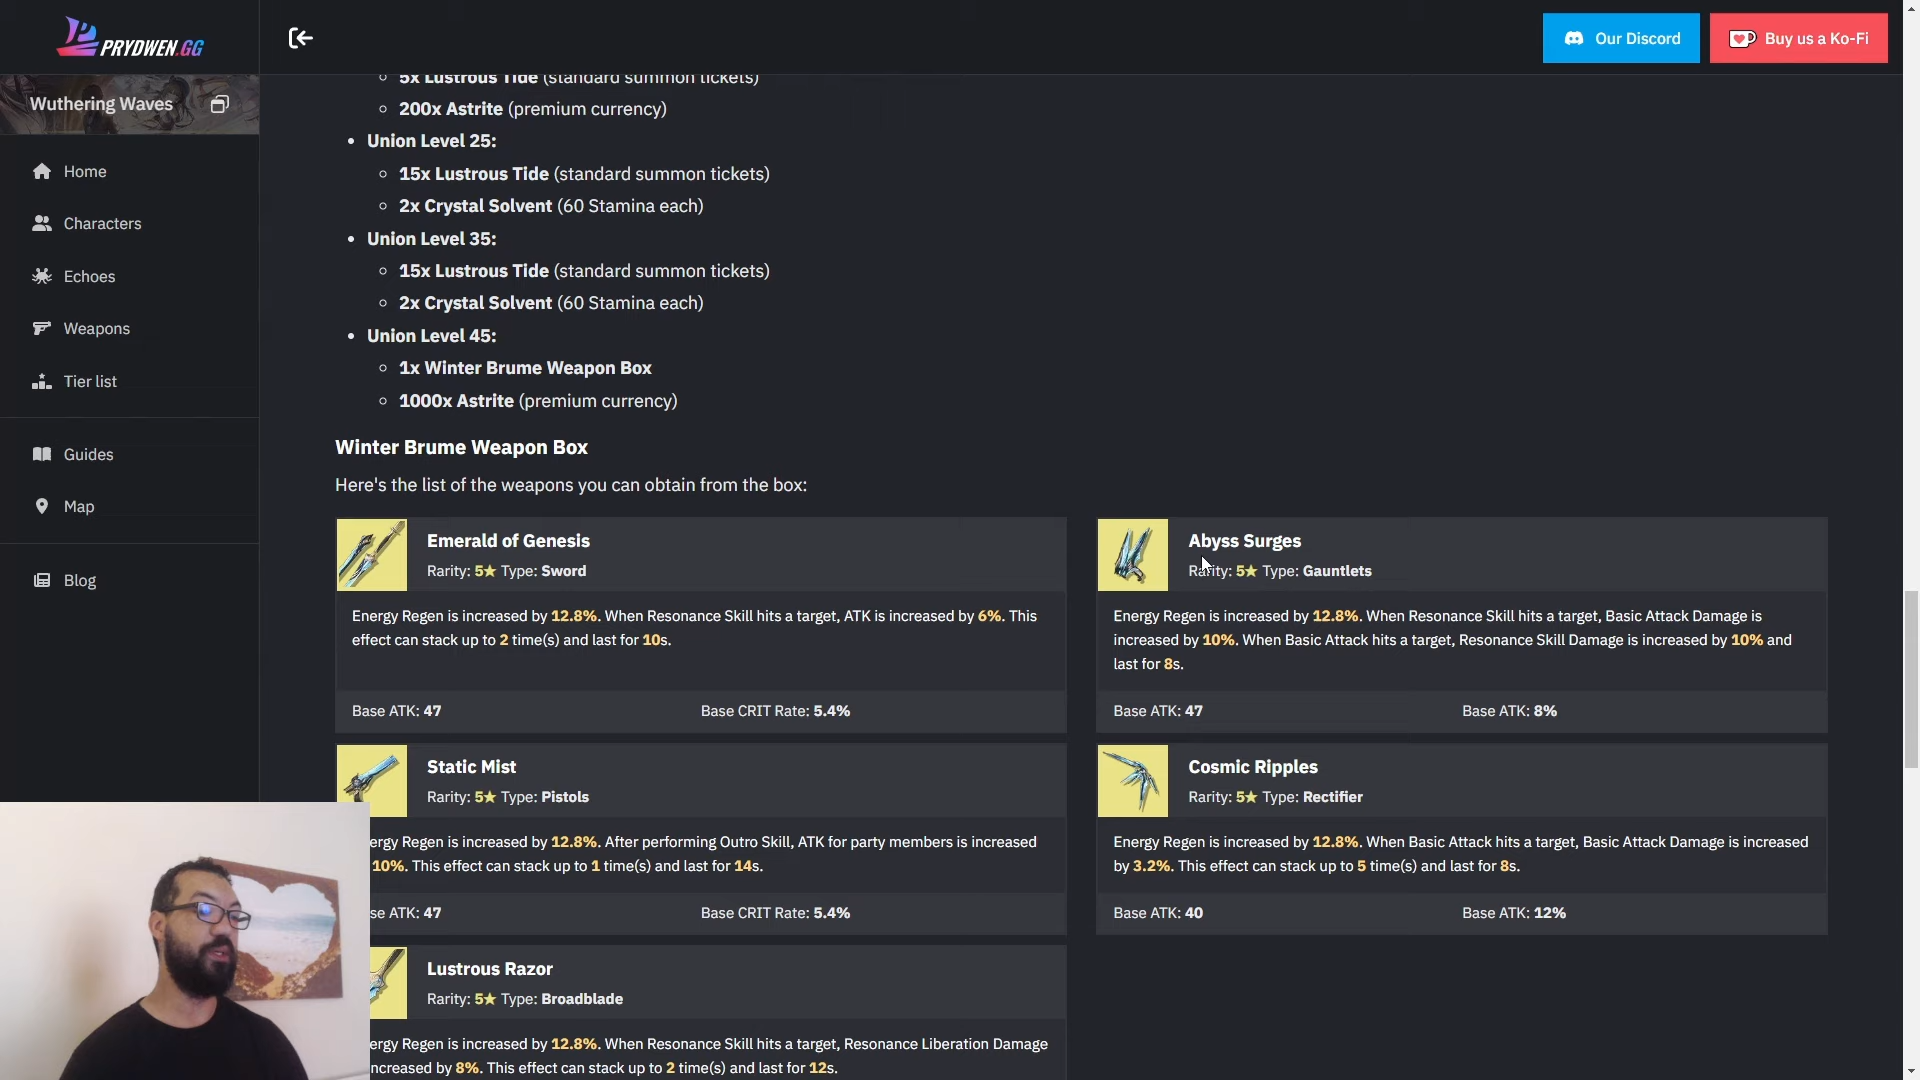 PRYDWEN.GG
Our Discord
Buy us a Ko-Fi
Wuthering Waves
Home
Characters
Echoes
Weapons
Tier list
Guides
Map
Blog
5x Lustrous Tide (standard summon tickets)
200x Astrite (premium currency)
Union Level 25:
15x Lustrous Tide (standard summon tickets)
2x Crystal Solvent (60 Stamina each)
Union Level 35:
15x Lustrous Tide (standard summon tickets)
2x Crystal Solvent (60 Stamina each)
Union Level 45:
1x Winter Brume Weapon Box
1000x Astrite (premium currency)
Winter Brume Weapon Box
Here's the list of the weapons you can obtain from the box:
Emerald of Genesis
Rarity: 5★ Type: Sword
Energy Regen is increased by 12.8%. When Resonance Skill hits a target, ATK is increased by 6%. This
effect can stack up to 2 time(s) and last for 10s.
Base ATK: 47
Base CRIT Rate: 5.4%
Abyss Surges
Rarity: 5★ Type: Gauntlets
Energy Regen is increased by 12.8%. When Resonance Skill hits a target, Basic Attack Damage is
increased by 10%. When Basic Attack hits a target, Resonance Skill Damage is increased by 10% and
last for 8s.
Base ATK: 47
Base ATK: 8%
Static Mist
Rarity: 5★ Type: Pistols
ergy Regen is increased by 12.8%. After performing Outro Skill, ATK for party members is increased
10%. This effect can stack up to 1 time(s) and last for 14s.
se ATK: 47
Base CRIT Rate: 5.4%
Cosmic Ripples
Rarity: 5★ Type: Rectifier
Energy Regen is increased by 12.8%. When Basic Attack hits a target, Basic Attack Damage is increased
by 3.2%. This effect can stack up to 5 time(s) and last for 8s.
Base ATK: 40
Base ATK: 12%
Lustrous Razor
Rarity: 5★ Type: Broadblade
ergy Regen is increased by 12.8%. When Resonance Skill hits a target, Resonance Liberation Damage
ncreased by 8%. This effect can stack up to 2 time(s) and last for 12s.